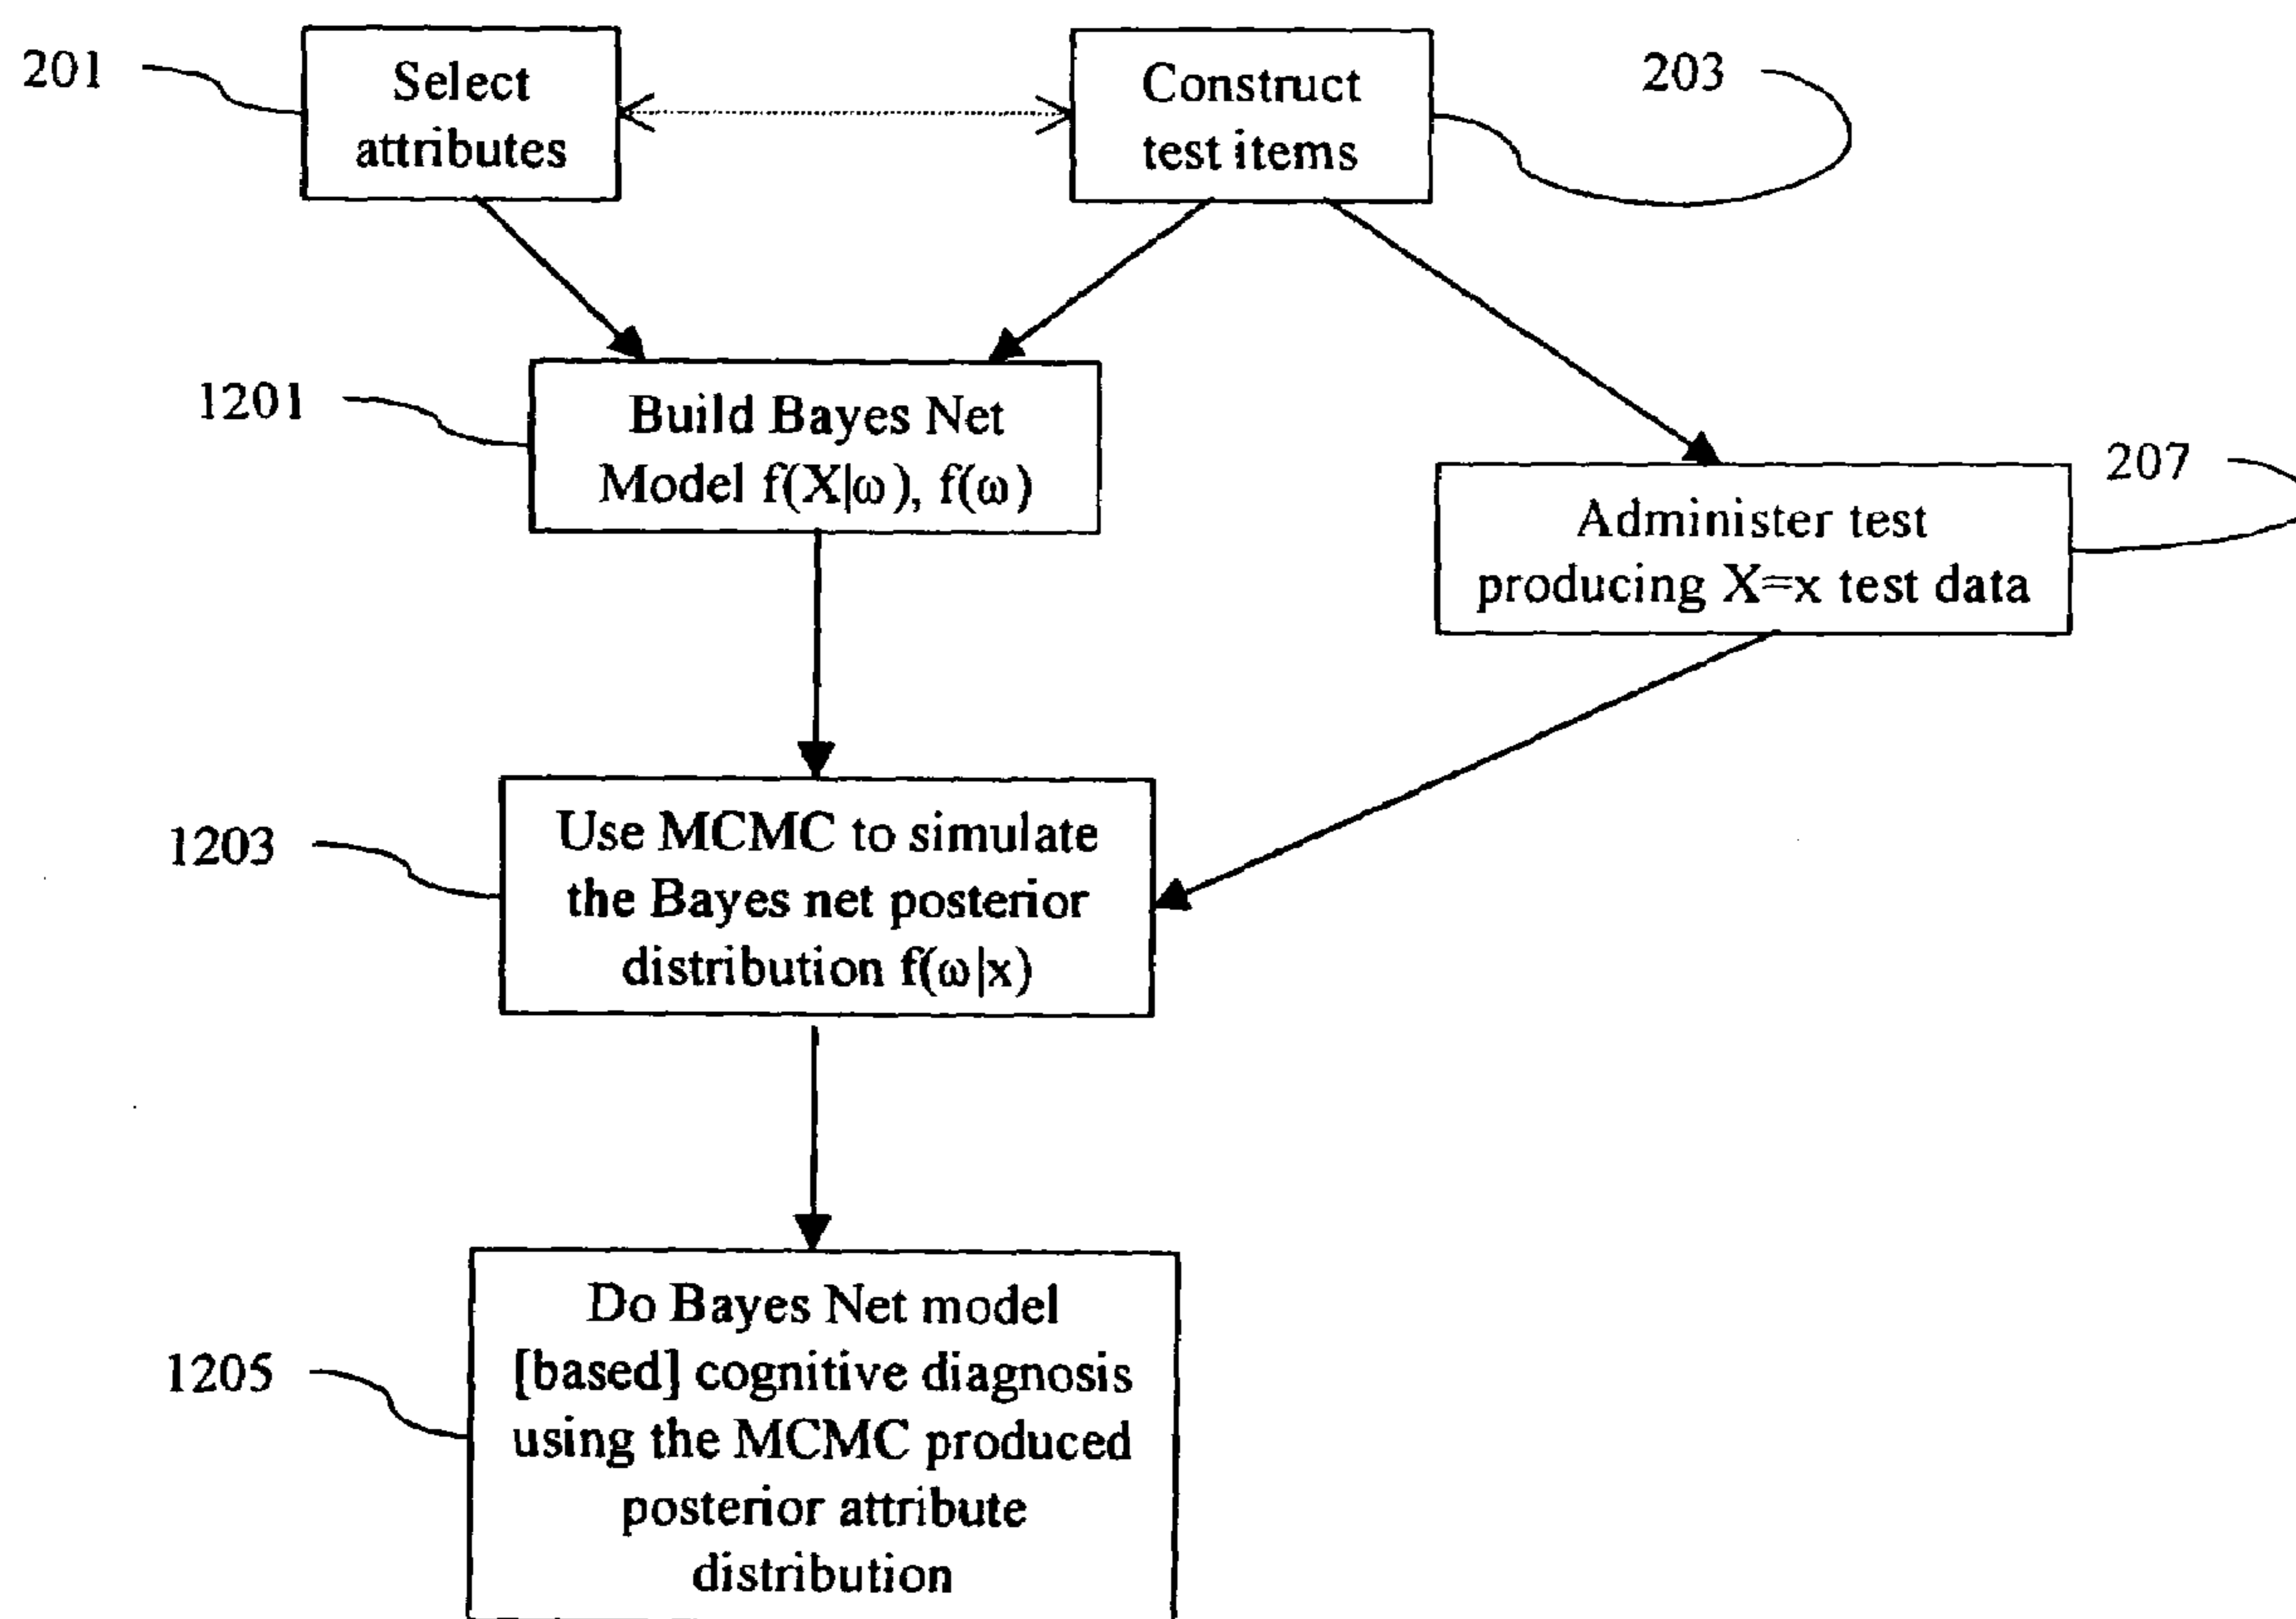 201
Select
attributes
Construct
test items
203
1201
Build Bayes Net
Model f(X|ω), f(ω)
207
Administer test
producing X=x test data
1203
Use MCMC to simulate
the Bayes net posterior
distribution f(ω|x)
1205
Do Bayes Net model
[based] cognitive diagnosis
using the MCMC produced
posterior attribute
distribution